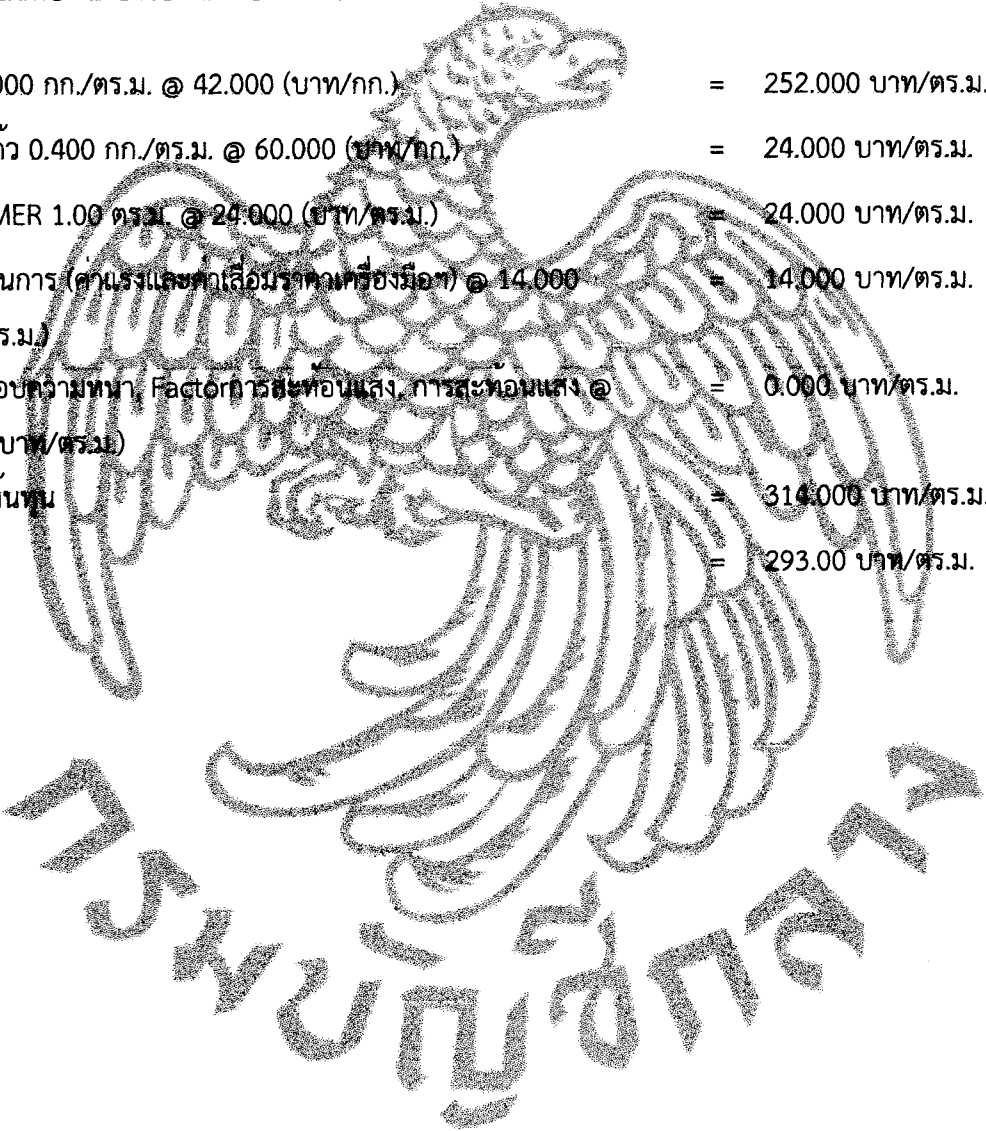 000 กก./ตร.ม. @ 42.000 (บาท/กก.) = 252.000 บาท/ตร.ม.
ก้ว 0.400 กก./ตร.ม. @ 60.000 (บาท/กก.) = 24.000 บาท/ตร.ม.
MER 1.00 ตร.ม. @ 24.000 (บาท/ตร.ม.) = 24.000 บาท/ตร.ม.
นการ (ค่าแรงและค่าเสื่อมราคาเครื่องมือฯ) @ 14.000 = 14.000 บาท/ตร.ม.
ร.ม.)
อบความหนา, Factorการสะท้อนแสง, การสะท้อนแสง @ = 0.000 บาท/ตร.ม.
บาท/ตร.ม.)
ต้นทุน = 314.000 บาท/ตร.ม.
= 293.00 บาท/ตร.ม.
กรมบัญชีกลาง